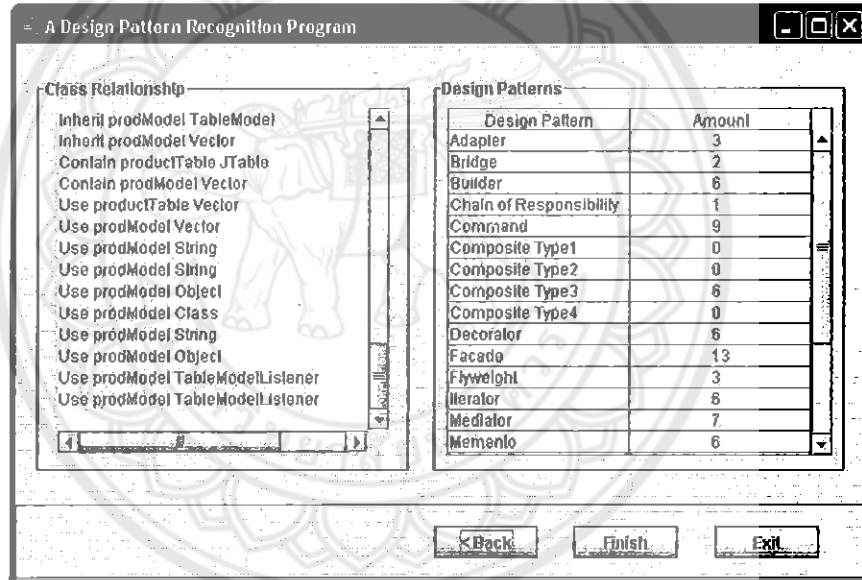 A Design Pattern Recognition Program
Class Relationship
Inherit prodModel TableModel
Inherit prodModel Vector
Contain productTable JTable
Contain prodModel Vector
Use productTable Vector
Use prodModel Vector
Use prodModel String
Use prodModel String
Use prodModel Object
Use prodModel Class
Use prodModel String
Use prodModel Object
Use prodModel TableModelListener
Use prodModel TableModelListener
Design Patterns
Design Pattern Amount
Adapter 3
Bridge 2
Builder 6
Chain of Responsibility 1
Command 9
Composite Type1 0
Composite Type2 0
Composite Type3 6
Composite Type4 0
Decorator 6
Facade 13
Flyweight 3
Iterator 6
Mediator 7
Memento 6
< Back Finish Exit